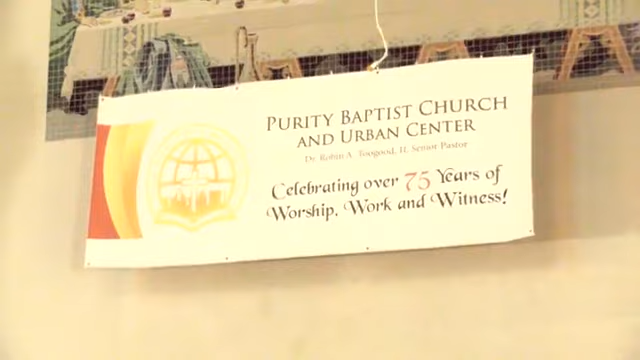 PURITY BAPTIST CHURCH
AND URBAN CENTER
Dr. Robin A. Toogood, II, Senior Pastor
Celebrating over 75 Years of
Worship, Work and Witness!